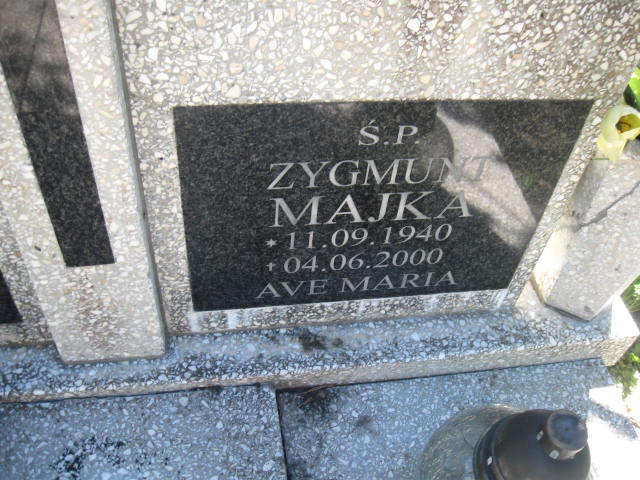 Ś.P.
ZYGMUNT
MAJKA
* 11.09.1940
+ 04.06.2000
AVE MARIA